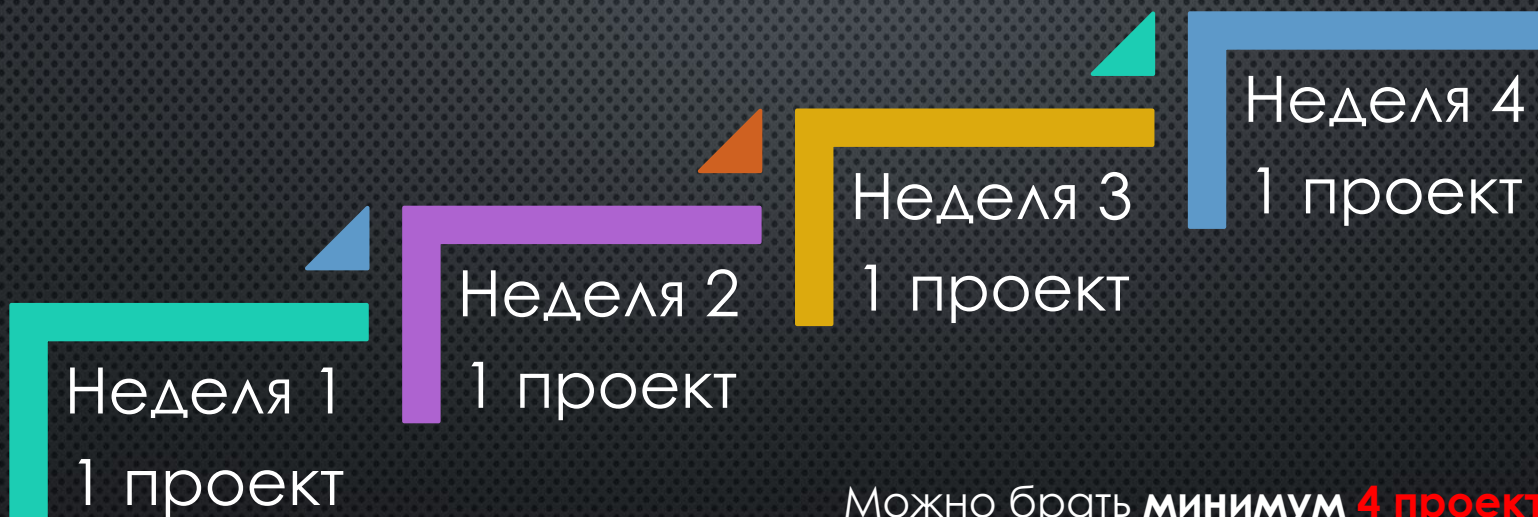 Неделя 1
1 проект
Неделя 2
1 проект
Неделя 3
1 проект
Неделя 4
1 проект
Можно брать минимум 4 проект